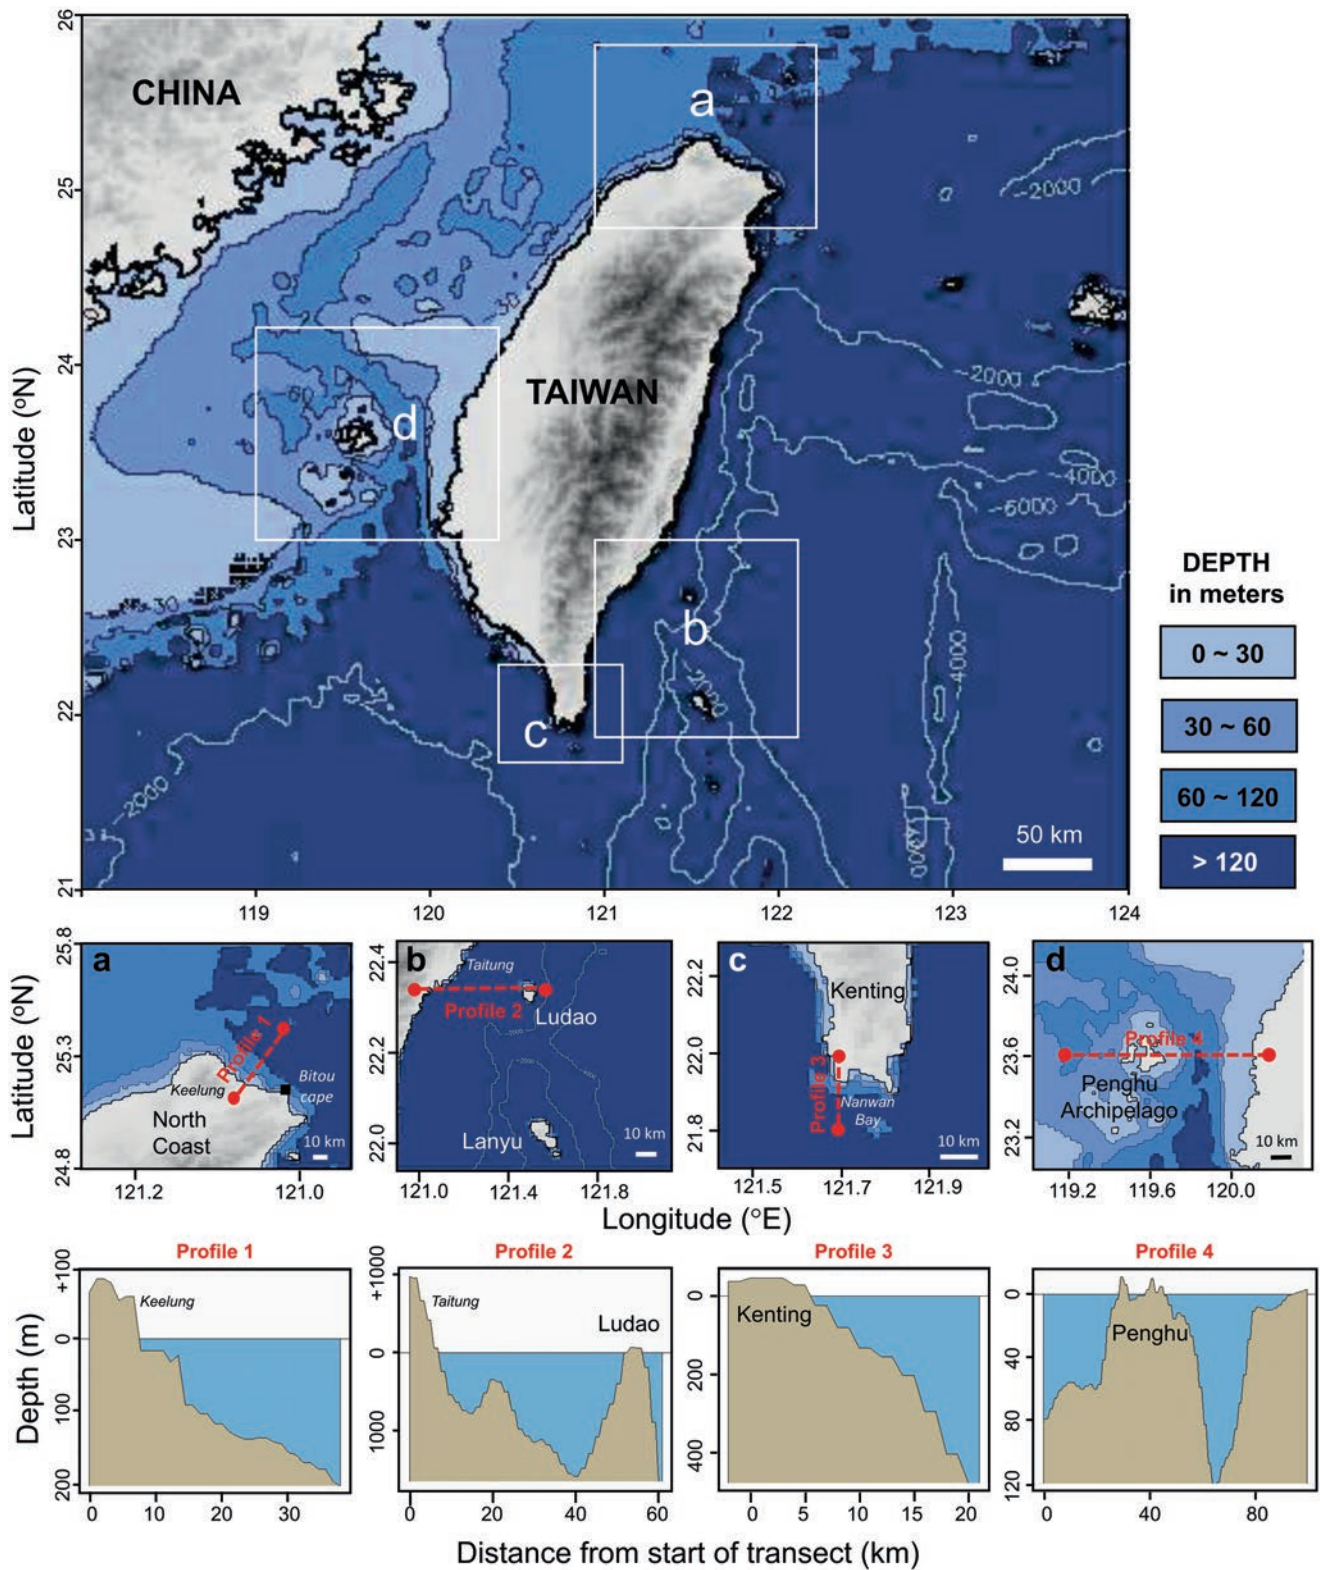 26
CHINA
a
25
-2000
24
-2000
TAIWAN
d
Latitude (°N)
-4000
-6000
23
DEPTH
in meters
b
0 ~ 30
-4000
22
c
30 ~ 60
-2000
60 ~ 120
50 km
> 120
21
119
120
121
122
123
124
25.8
a
25.3
24.8
Latitude (°N)
Profile 1
Keelung
Bitou
cape
North
Coast
10 km
121.2
121.0
b
22.4
22.2
22.0
Taitung
Profile 2
Ludao
Lanyu
10 km
121.0
121.4
121.8
c
22.2
22.0
21.8
Kenting
Profile 3
Nanwan
Bay
10 km
121.5
121.7
121.9
d
24.0
23.6
23.2
Profile 4
Penghu
Archipelago
10 km
119.2
119.6
120.0
Longitude (°E)
Profile 1
+100
0
100
200
Depth (m)
Keelung
0
10
20
30
Profile 2
+1000
0
1000
Taitung
Ludao
0
20
40
60
Profile 3
0
200
400
Kenting
0
5
10
15
20
Profile 4
0
40
80
120
Penghu
0
40
80
Distance from start of transect (km)